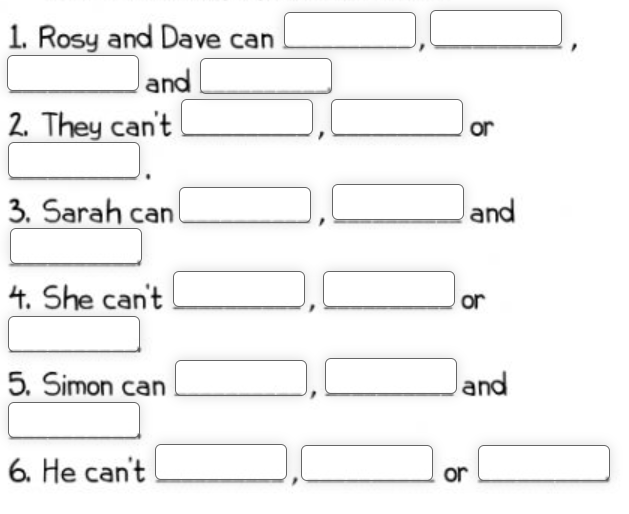 1. Rosy and Dave can , ,
and
2. They can't , or
.
3. Sarah can , and
.
4. She can't , or
.
5. Simon can , and
.
6. He can't , or .